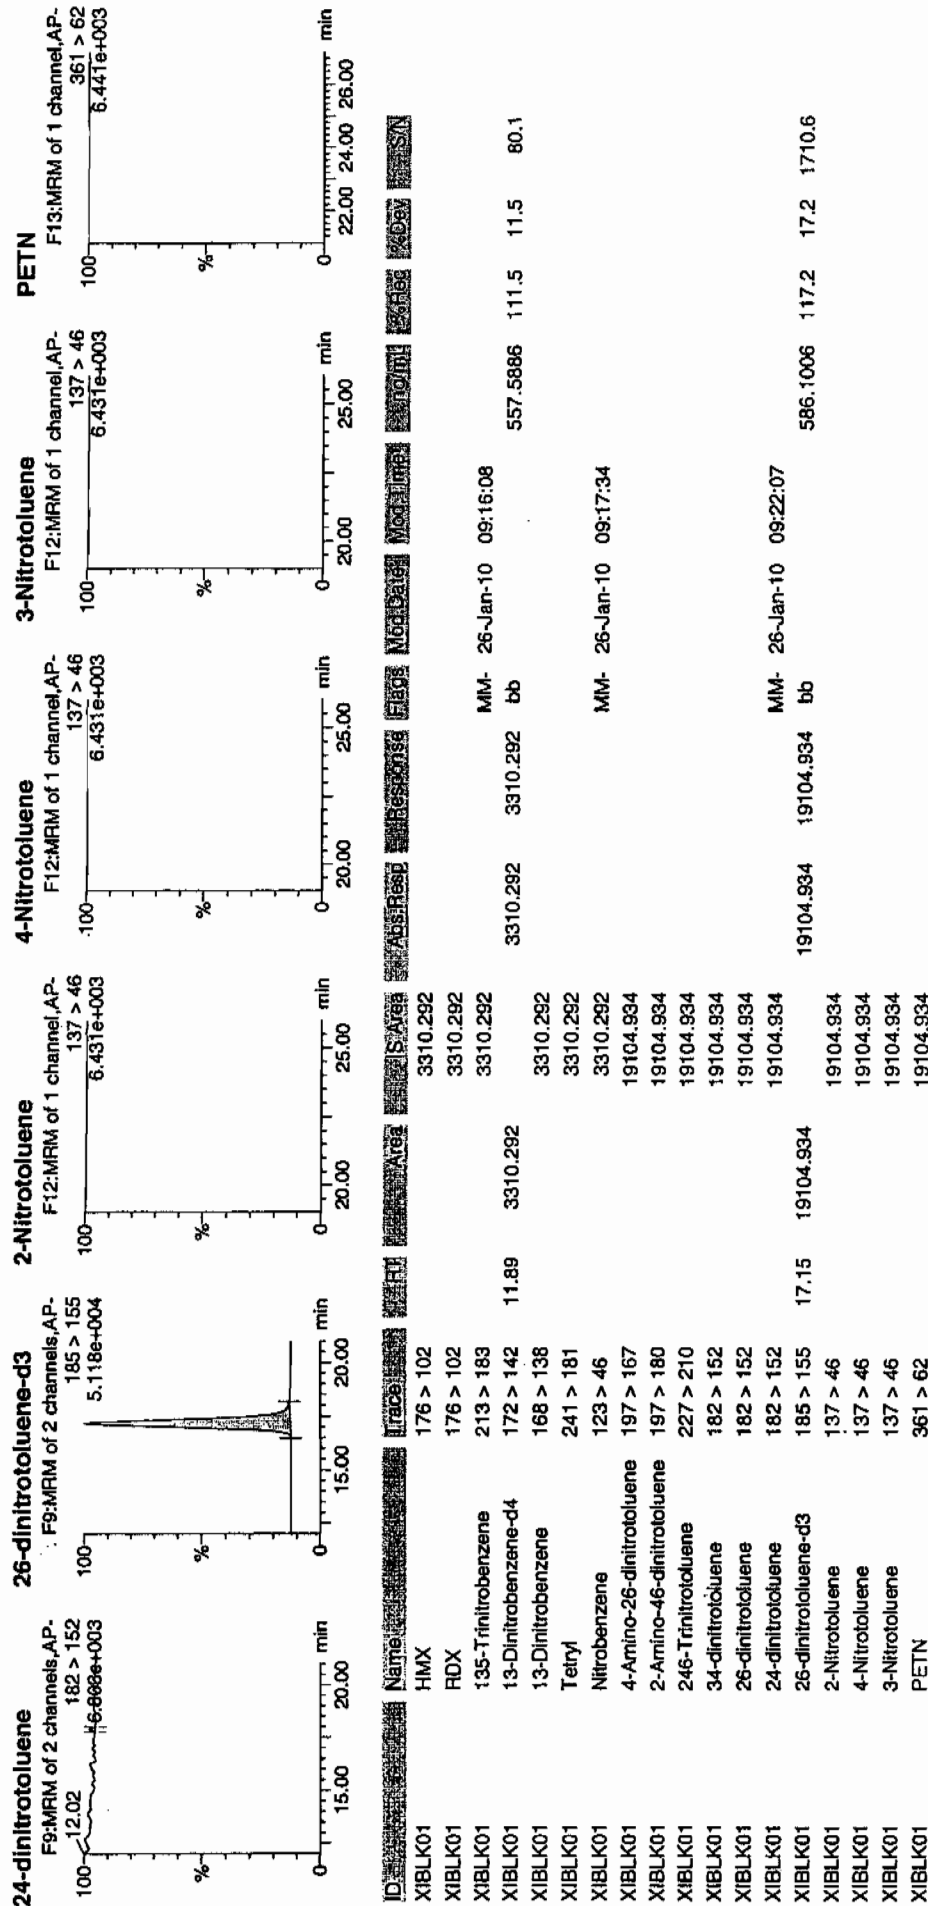 24-dinitrotoluene
F9:MRM of 2 channels,AP-
182 > 152
12.02
6.803e+003
100
%
0
15.00 20.00 min
26-dinitrotoluene-d3
F9:MRM of 2 channels,AP-
185 > 155
5.118e+004
100
%
0
15.00 20.00 min
2-Nitrotoluene
F12:MRM of 1 channel,AP-
137 > 46
6.431e+003
100
%
0
20.00 25.00 min
4-Nitrotoluene
F12:MRM of 1 channel,AP-
137 > 46
6.431e+003
100
%
0
20.00 25.00 min
3-Nitrotoluene
F12:MRM of 1 channel,AP-
137 > 46
6.431e+003
100
%
0
20.00 25.00 min
PETN
F13:MRM of 1 channel,AP-
361 > 62
6.441e+003
100
%
0
22.00 24.00 26.00 min
ID Name Trace RT Area IS Area Abs.Resp Response Flags Mod.Date Mod.Time ng/ml %Rec %Dev S/N
XIBLK01 HMX 176 > 102 3310.292
XIBLK01 RDX 176 > 102 3310.292
XIBLK01 135-Trinitrobenzene 213 > 183 3310.292 MM- 26-Jan-10 09:16:08
XIBLK01 13-Dinitrobenzene-d4 172 > 142 11.89 3310.292 3310.292 3310.292 bb 557.5886 111.5 11.5 80.1
XIBLK01 13-Dinitrobenzene 168 > 138 3310.292
XIBLK01 Tetryl 241 > 181 3310.292
XIBLK01 Nitrobenzene 123 > 46 3310.292 MM- 26-Jan-10 09:17:34
XIBLK01 4-Amino-26-dinitrotoluene 197 > 167 19104.934
XIBLK01 2-Amino-46-dinitrotoluene 197 > 180 19104.934
XIBLK01 246-Trinitrotoluene 227 > 210 19104.934
XIBLK01 34-dinitrotoluene 182 > 152 19104.934
XIBLK01 26-dinitrotoluene 182 > 152 19104.934
XIBLK01 24-dinitrotoluene 182 > 152 19104.934 MM- 26-Jan-10 09:22:07
XIBLK01 26-dinitrotoluene-d3 185 > 155 17.15 19104.934 19104.934 19104.934 bb 586.1006 117.2 17.2 1710.6
XIBLK01 2-Nitrotoluene 137 > 46 19104.934
XIBLK01 4-Nitrotoluene 137 > 46 19104.934
XIBLK01 3-Nitrotoluene 137 > 46 19104.934
XIBLK01 PETN 361 > 62 19104.934